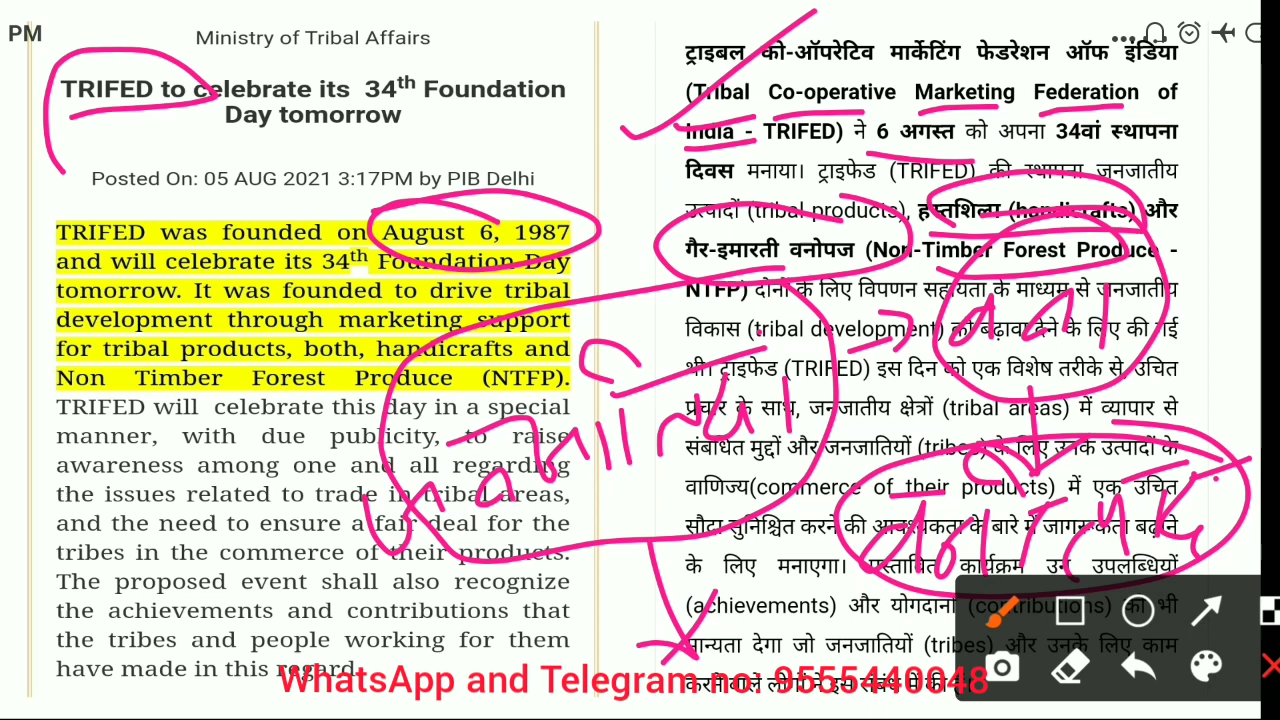 PM
Ministry of Tribal Affairs
TRIFED to celebrate its 34th Foundation
Day tomorrow
Posted On: 05 AUG 2021 3:17PM by PIB Delhi
TRIFED was founded on August 6, 1987
and will celebrate its 34th Foundation Day
tomorrow. It was founded to drive tribal
development through marketing support
for tribal products, both, handicrafts and
Non Timber Forest Produce (NTFP).
TRIFED will celebrate this day in a special
manner, with due publicity, to raise
awareness among one and all regarding
the issues related to trade in tribal areas,
and the need to ensure a fair deal for the
tribes in the commerce of their products.
The proposed event shall also recognize
the achievements and contributions that
the tribes and people working for them
have made in this regard.
ट्राइबल को-ऑपरेटिव मार्केटिंग फेडरेशन ऑफ इंडिया
(Tribal Co-operative Marketing Federation of
India - TRIFED) ने 6 अगस्त को अपना 34वां स्थापना
दिवस मनाया। ट्राइफेड (TRIFED) की स्थापना जनजातीय
उत्पादों (tribal products), हस्तशिल्प (handicrafts) और
गैर-इमारती वनोपज (Non-Timber Forest Produce -
NTFP) दोनों के लिए विपणन सहायता के माध्यम से जनजातीय
विकास (tribal development) को बढ़ावा देने के लिए की गई
थी। ट्राइफेड (TRIFED) इस दिन को एक विशेष तरीके से, उचित
प्रचार के साथ, जनजातीय क्षेत्रों (tribal areas) में व्यापार से
संबंधित मुद्दों और जनजातियों (tribes) के लिए उनके उत्पादों के
वाणिज्य(commerce of their products) में एक उचित
सौदा सुनिश्चित करने की आवश्यकता के बारे में जागरूकता बढ़ाने
के लिए मनाएगा। प्रस्तावित कार्यक्रम उन उपलब्धियों
(achievements) और योगदानों (contributions) को भी
मान्यता देगा जो जनजातियों (tribes) और उनके लिए काम
करनेवाले लोगों ने इस संबंध में की
WhatsApp and Telegram no: 9555440848